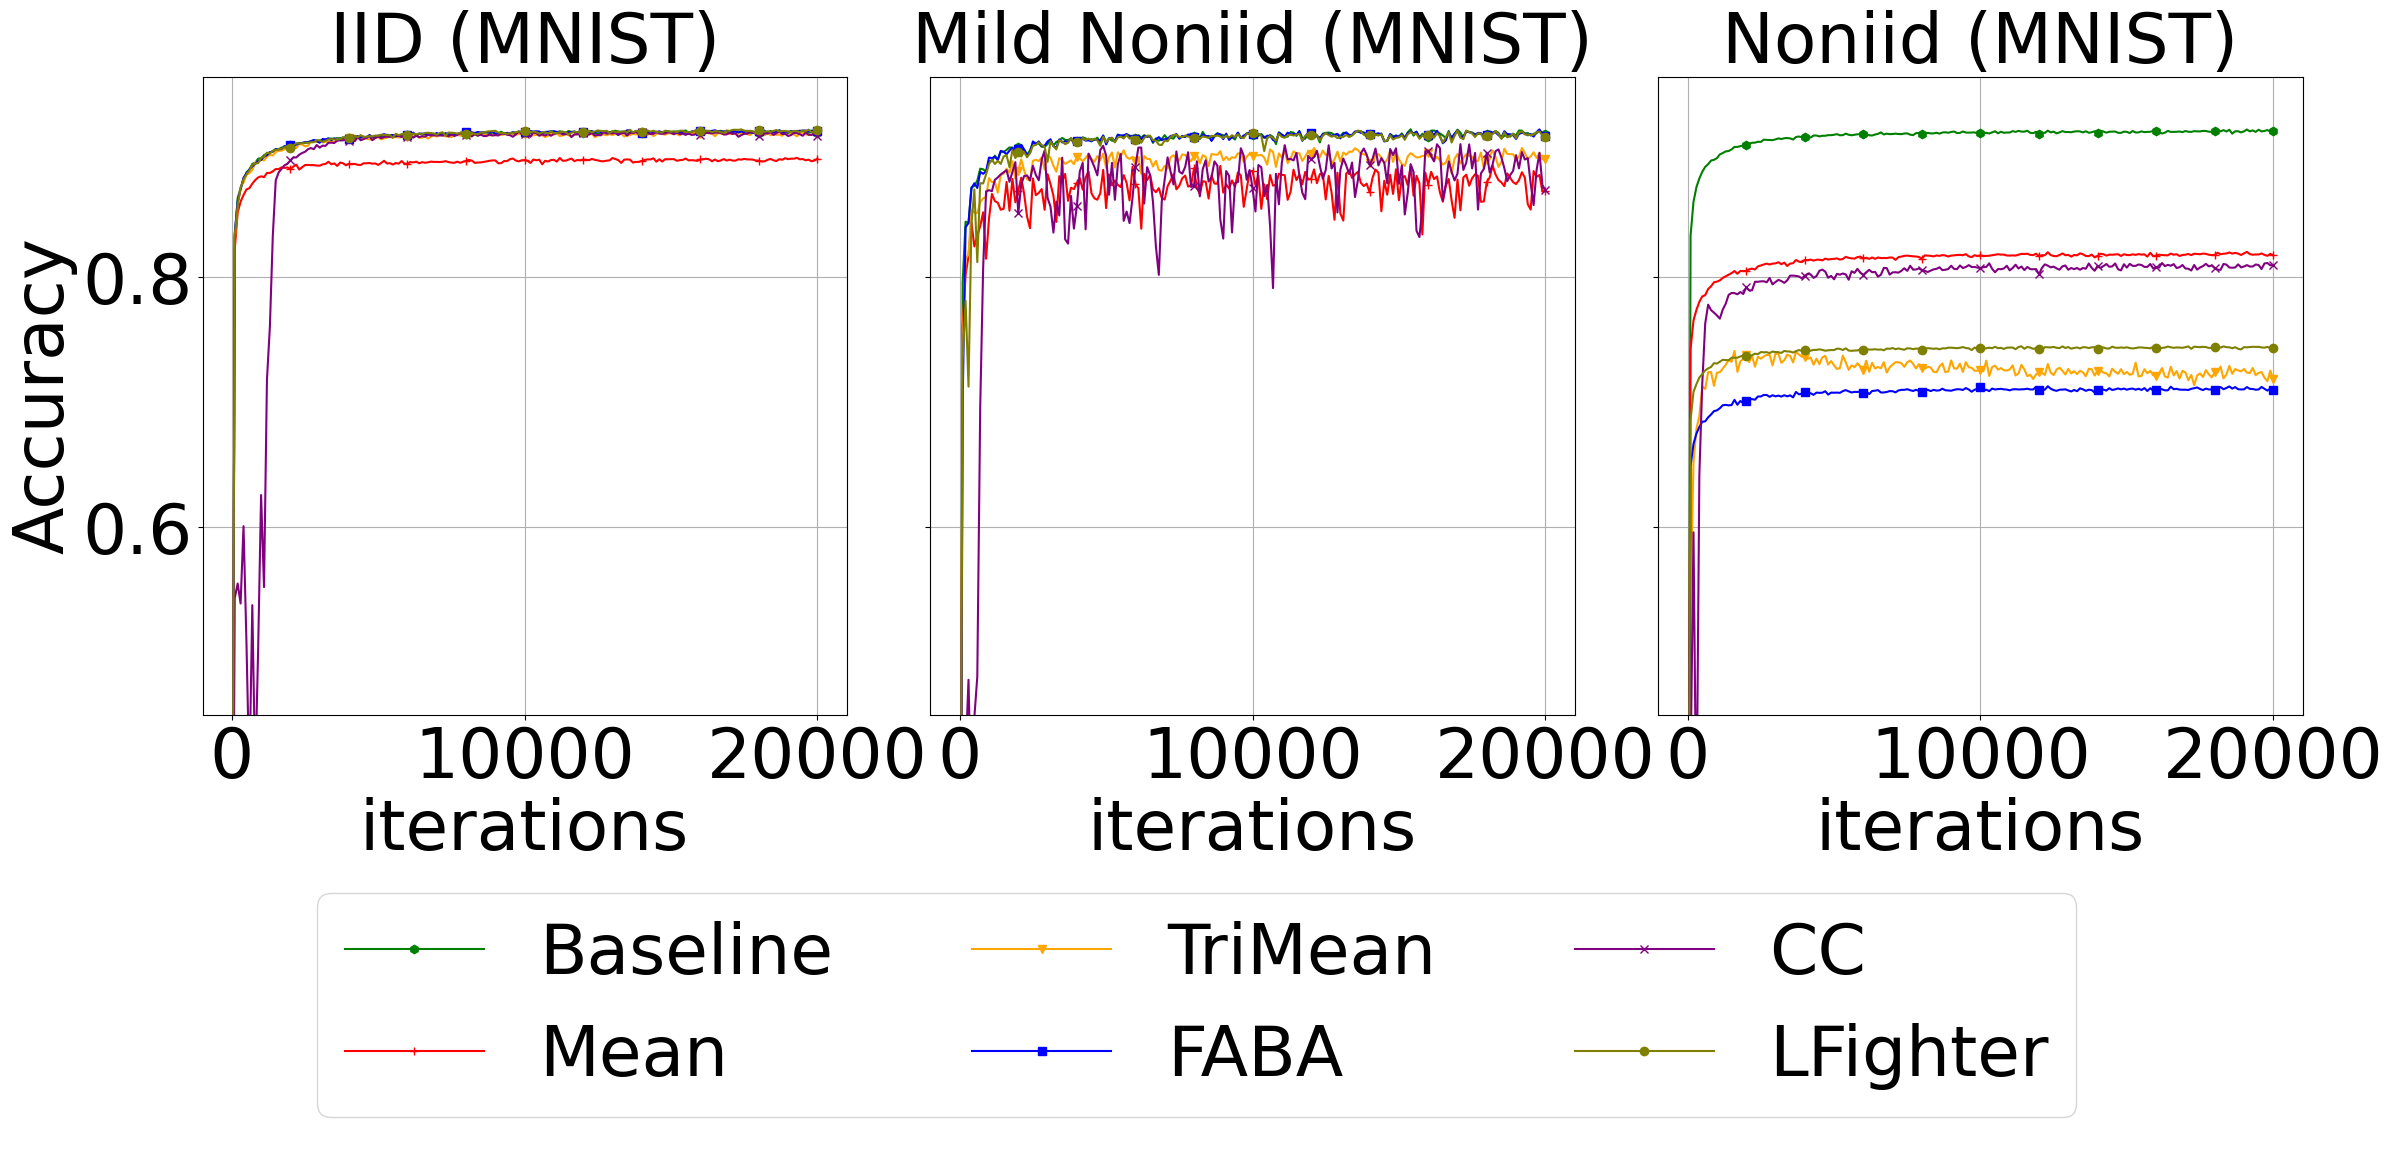 IID (MNIST) Mild Noniid (MNIST) Noniid (MNIST)
Accuracy
0.8
0.6
0 10000 20000 0 10000 20000 0 10000 20000
iterations iterations iterations
Baseline TriMean CC
Mean FABA LFighter